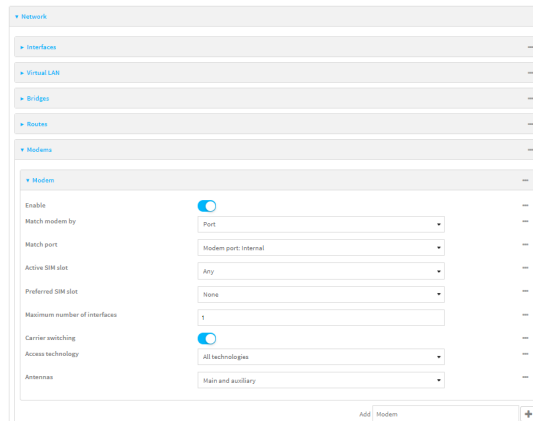 Network
Interfaces
Virtual LAN
Bridges
Routes
Modems
Modem
Enable
Match modem by Port
Match port Modem port: Internal
Active SIM slot Any
Preferred SIM slot None
Maximum number of interfaces 1
Carrier switching
Access technology All technologies
Antennas Main and auxiliary
Add Modem